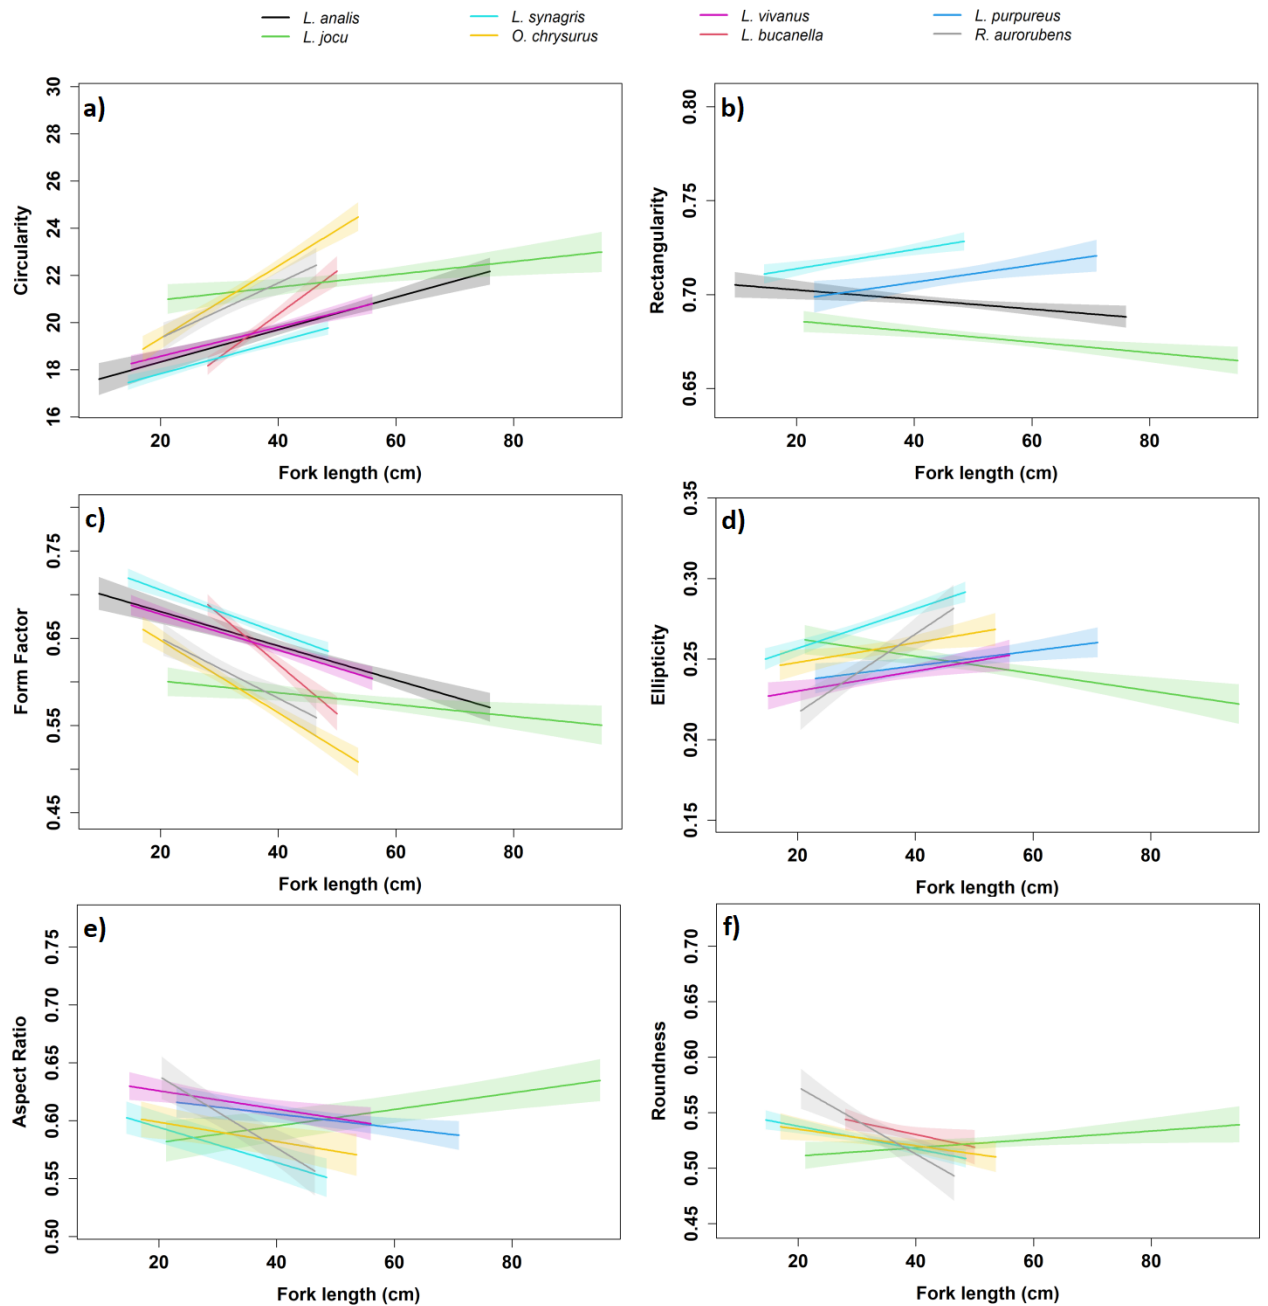 L. analis L. synagris L. vivanus L. purpureus
L. jocu O. chrysurus L. bucanella R. aurorubens
a)
Circularity
16 18 20 22 24 26 28 30
20 40 60 80
Fork length (cm)
b)
Rectangularity
0.65 0.70 0.75 0.80
20 40 60 80
Fork length (cm)
c)
Form Factor
0.45 0.55 0.65 0.75
20 40 60 80
Fork length (cm)
d)
Ellipticity
0.15 0.20 0.25 0.30 0.35
20 40 60 80
Fork length (cm)
e)
Aspect Ratio
0.50 0.55 0.60 0.65 0.70 0.75
20 40 60 80
Fork length (cm)
f)
Roundness
0.45 0.50 0.55 0.60 0.65 0.70
20 40 60 80
Fork length (cm)